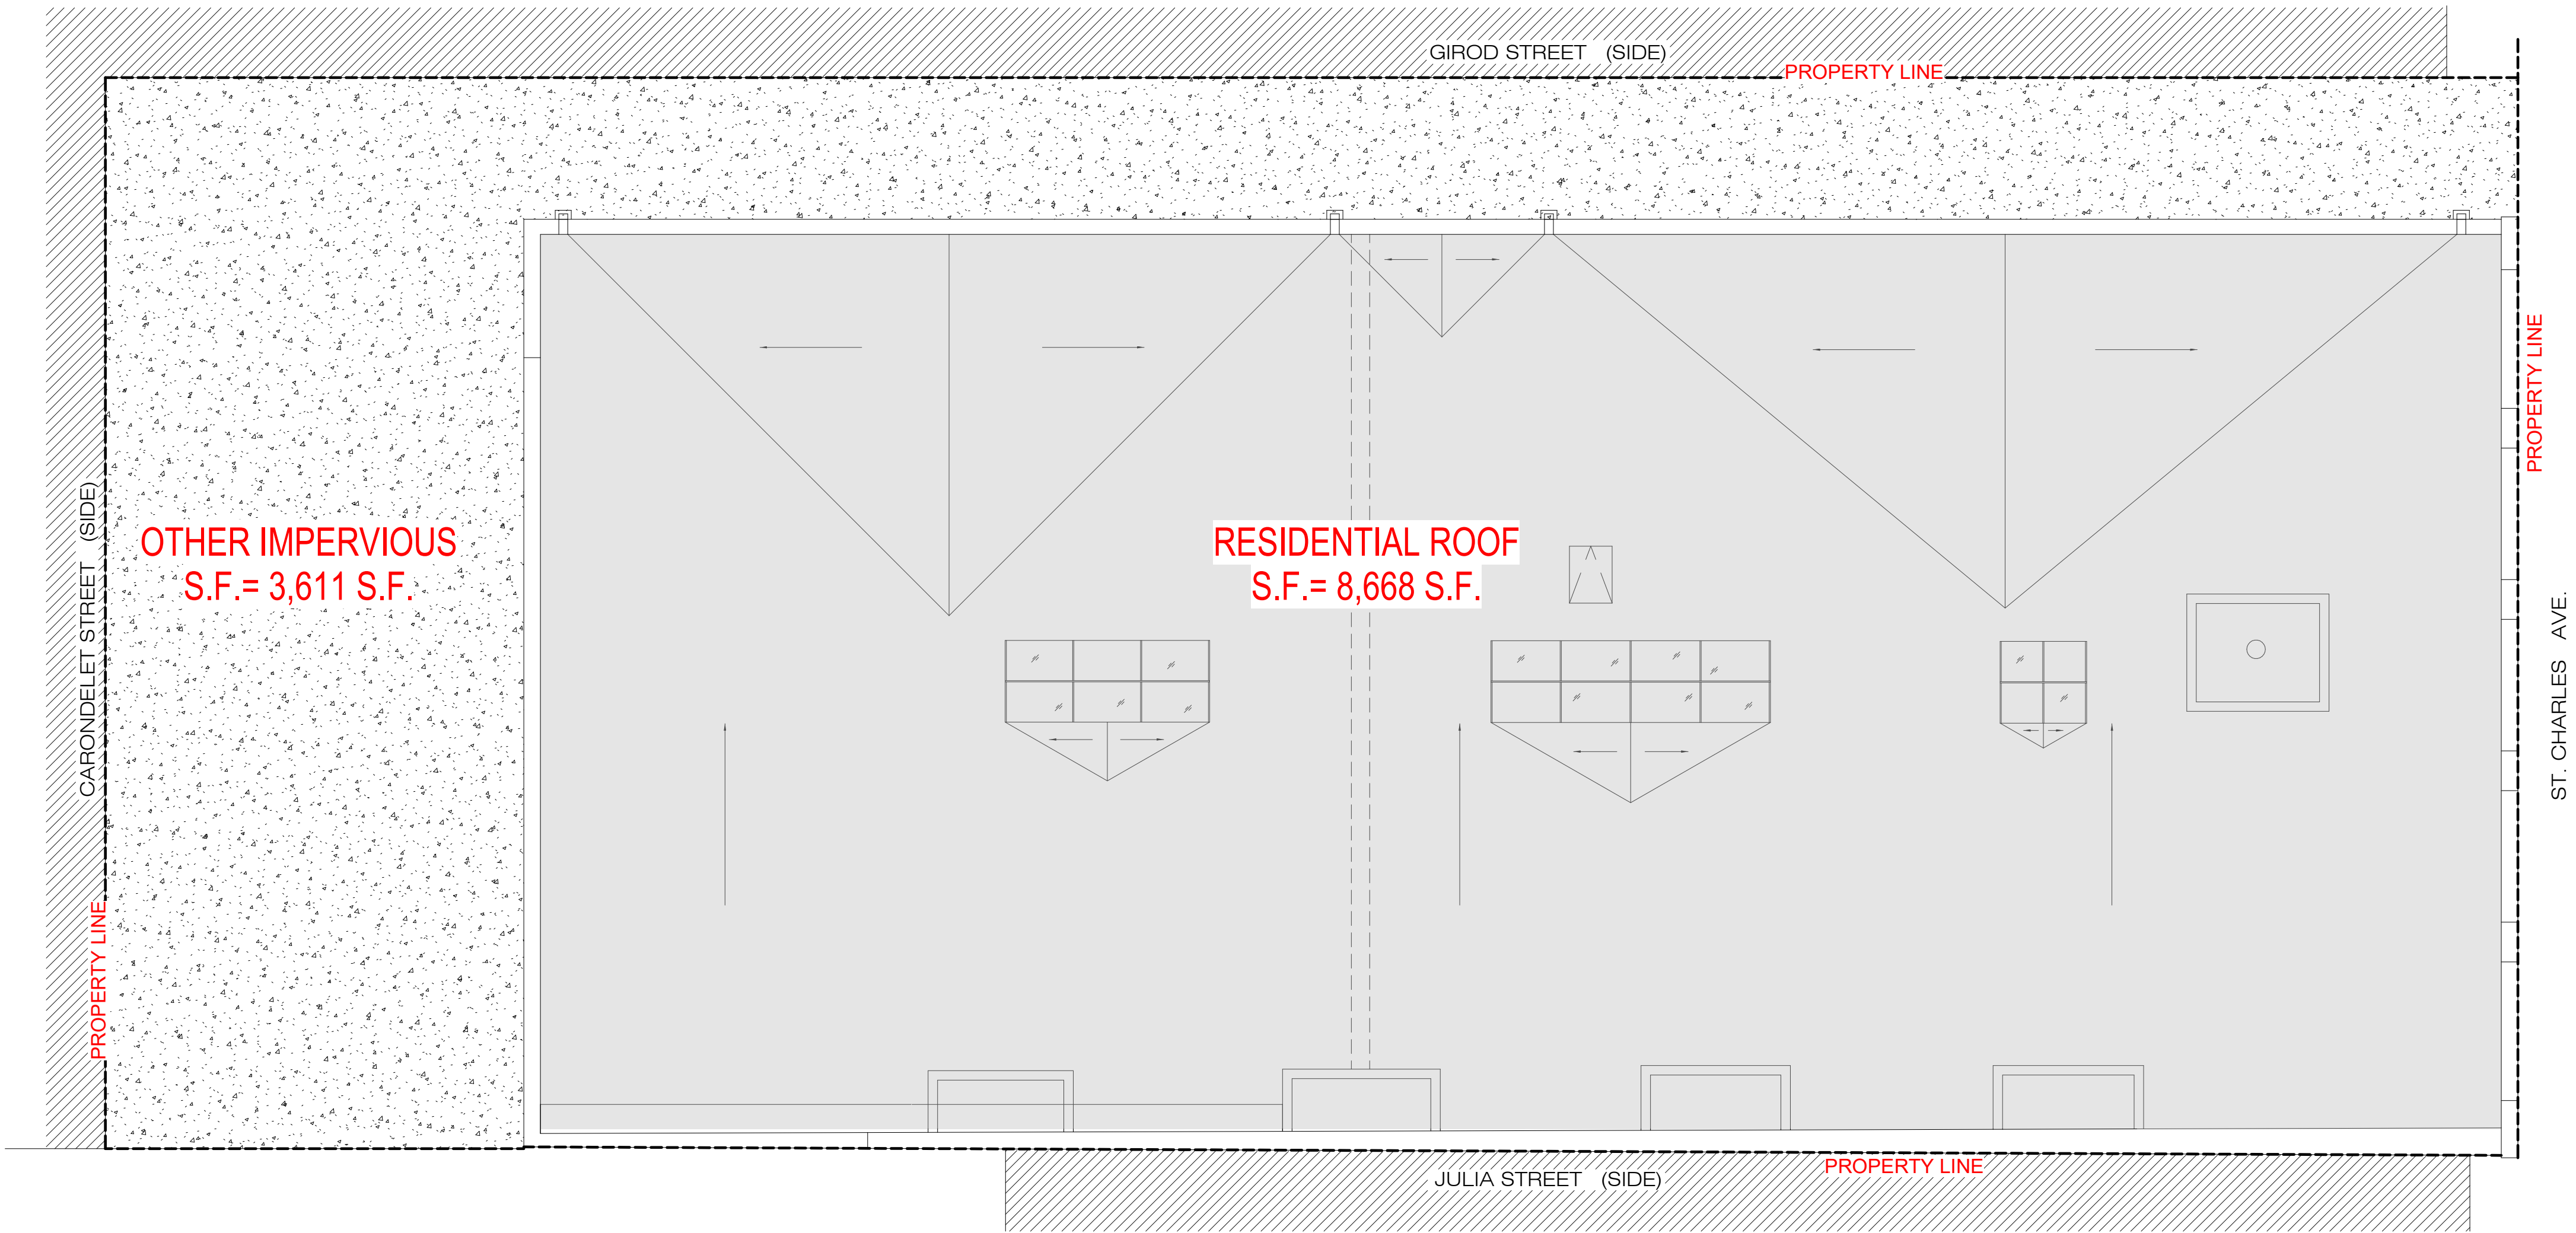 GIROD STREET (SIDE)
PROPERTY LINE
PROPERTY LINE
CARONDELET STREET (SIDE)
OTHER IMPERVIOUS
S.F.= 3,611 S.F.
RESIDENTIAL ROOF
S.F.= 8,668 S.F.
ST. CHARLES AVE.
PROPERTY LINE
JULIA STREET (SIDE)
PROPERTY LINE